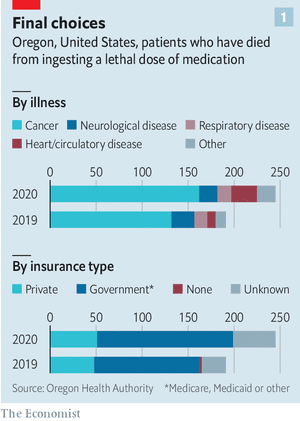 Final choices
1
Oregon, United States, patients who have died
from ingesting a lethal dose of medication
By illness
Cancer Neurological disease Respiratory disease
Heart/circulatory disease Other
0 50 100 150 200 250
2020
2019
By insurance type
Private Government* None Unknown
0 50 100 150 200 250
2020
2019
Source: Oregon Health Authority *Medicare, Medicaid or other
The Economist